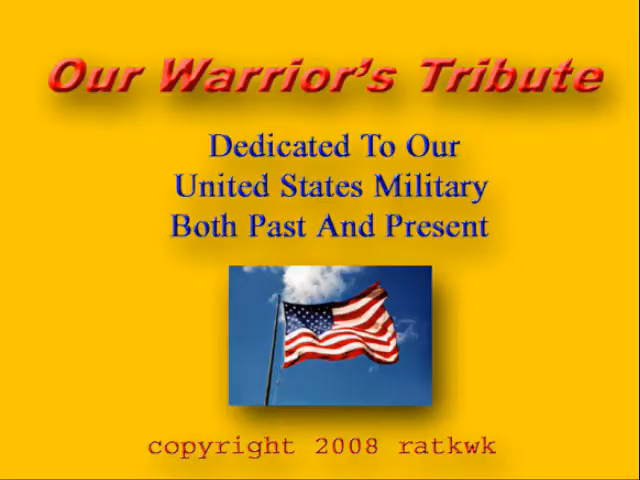 Our Warrior's Tribute
Dedicated To Our
United States Military
Both Past And Present
copyright 2008 ratkwk